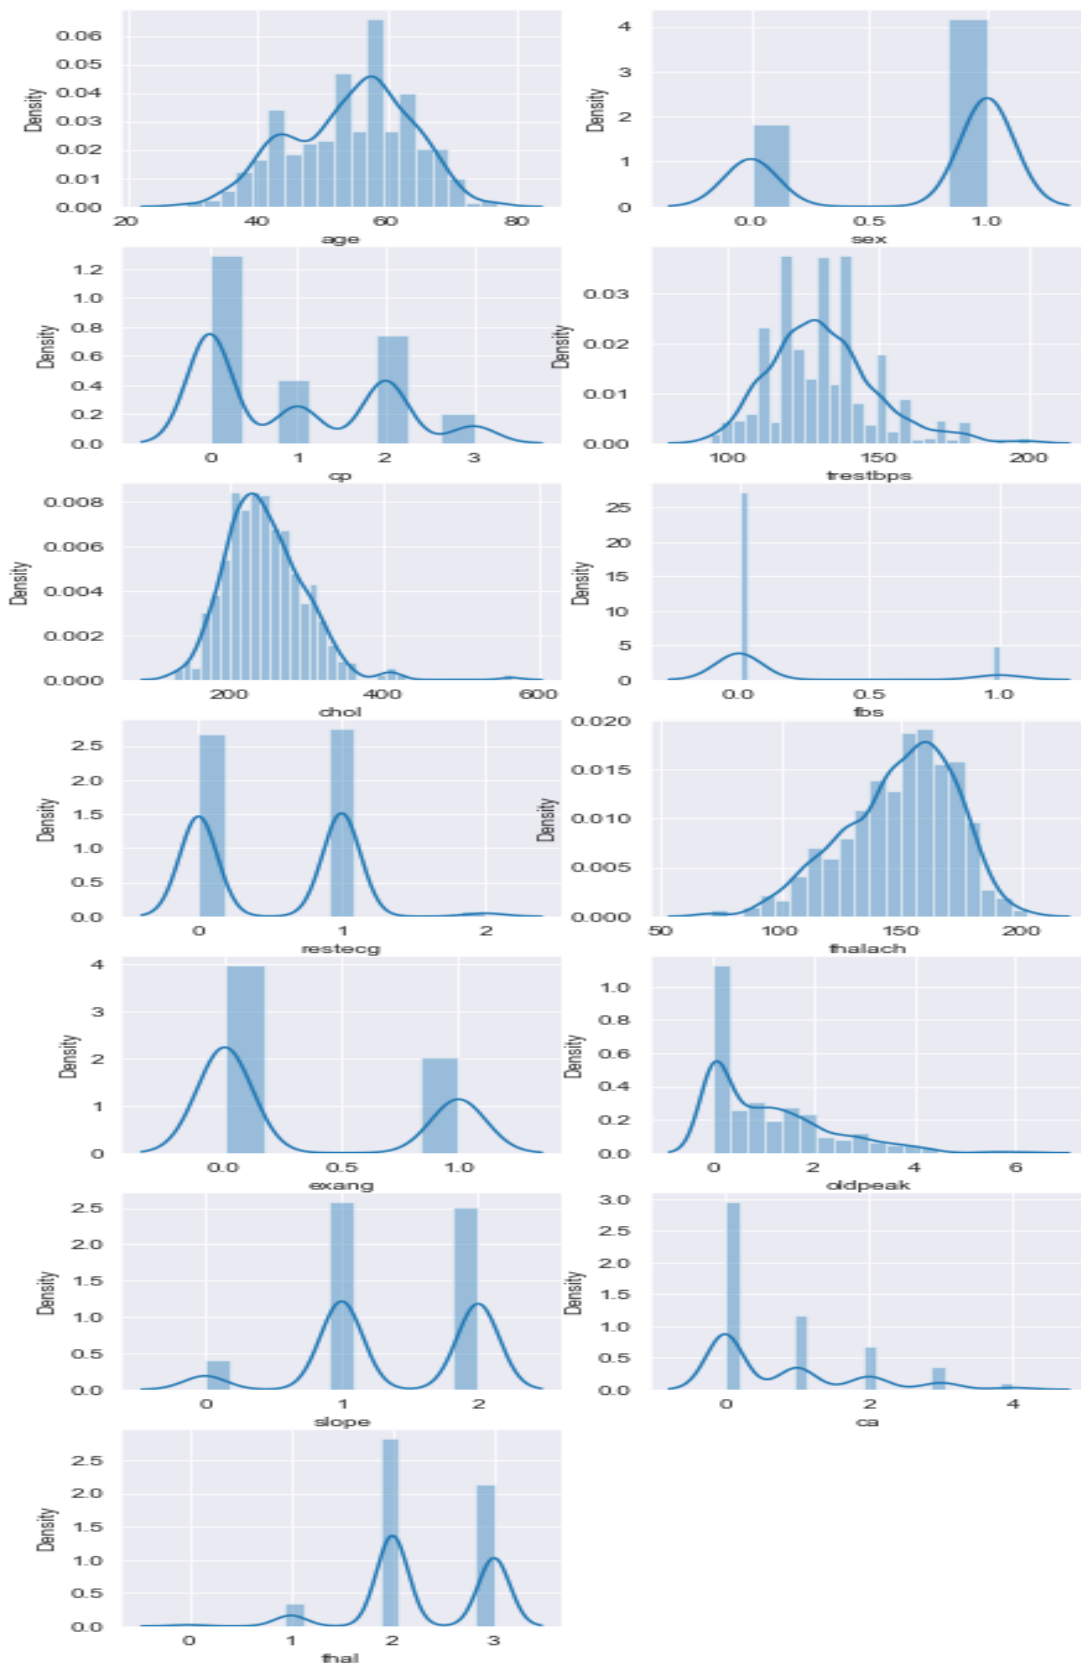 Density
0.06
0.05
0.04
0.03
0.02
0.01
0.00
20 40 60 80
age
Density
4
3
2
1
0
0.0 0.5 1.0
sex
Density
1.2
1.0
0.8
0.6
0.4
0.2
0.0
0 1 2 3
cp
Density
0.03
0.02
0.01
0.00
100 150 200
trestbps
Density
0.008
0.006
0.004
0.002
0.000
200 400 600
chol
Density
25
20
15
10
5
0
0.0 0.5 1.0
fbs
Density
2.5
2.0
1.5
1.0
0.5
0.0
0 1 2
restecg
Density
0.020
0.015
0.010
0.005
0.000
50 100 150 200
thalach
Density
4
3
2
1
0
0.0 0.5 1.0
exang
Density
1.0
0.8
0.6
0.4
0.2
0.0
0 2 4 6
oldpeak
Density
2.5
2.0
1.5
1.0
0.5
0.0
0 1 2
slope
Density
3.0
2.5
2.0
1.5
1.0
0.5
0.0
0 2 4
ca
Density
2.5
2.0
1.5
1.0
0.5
0.0
0 1 2 3
thal